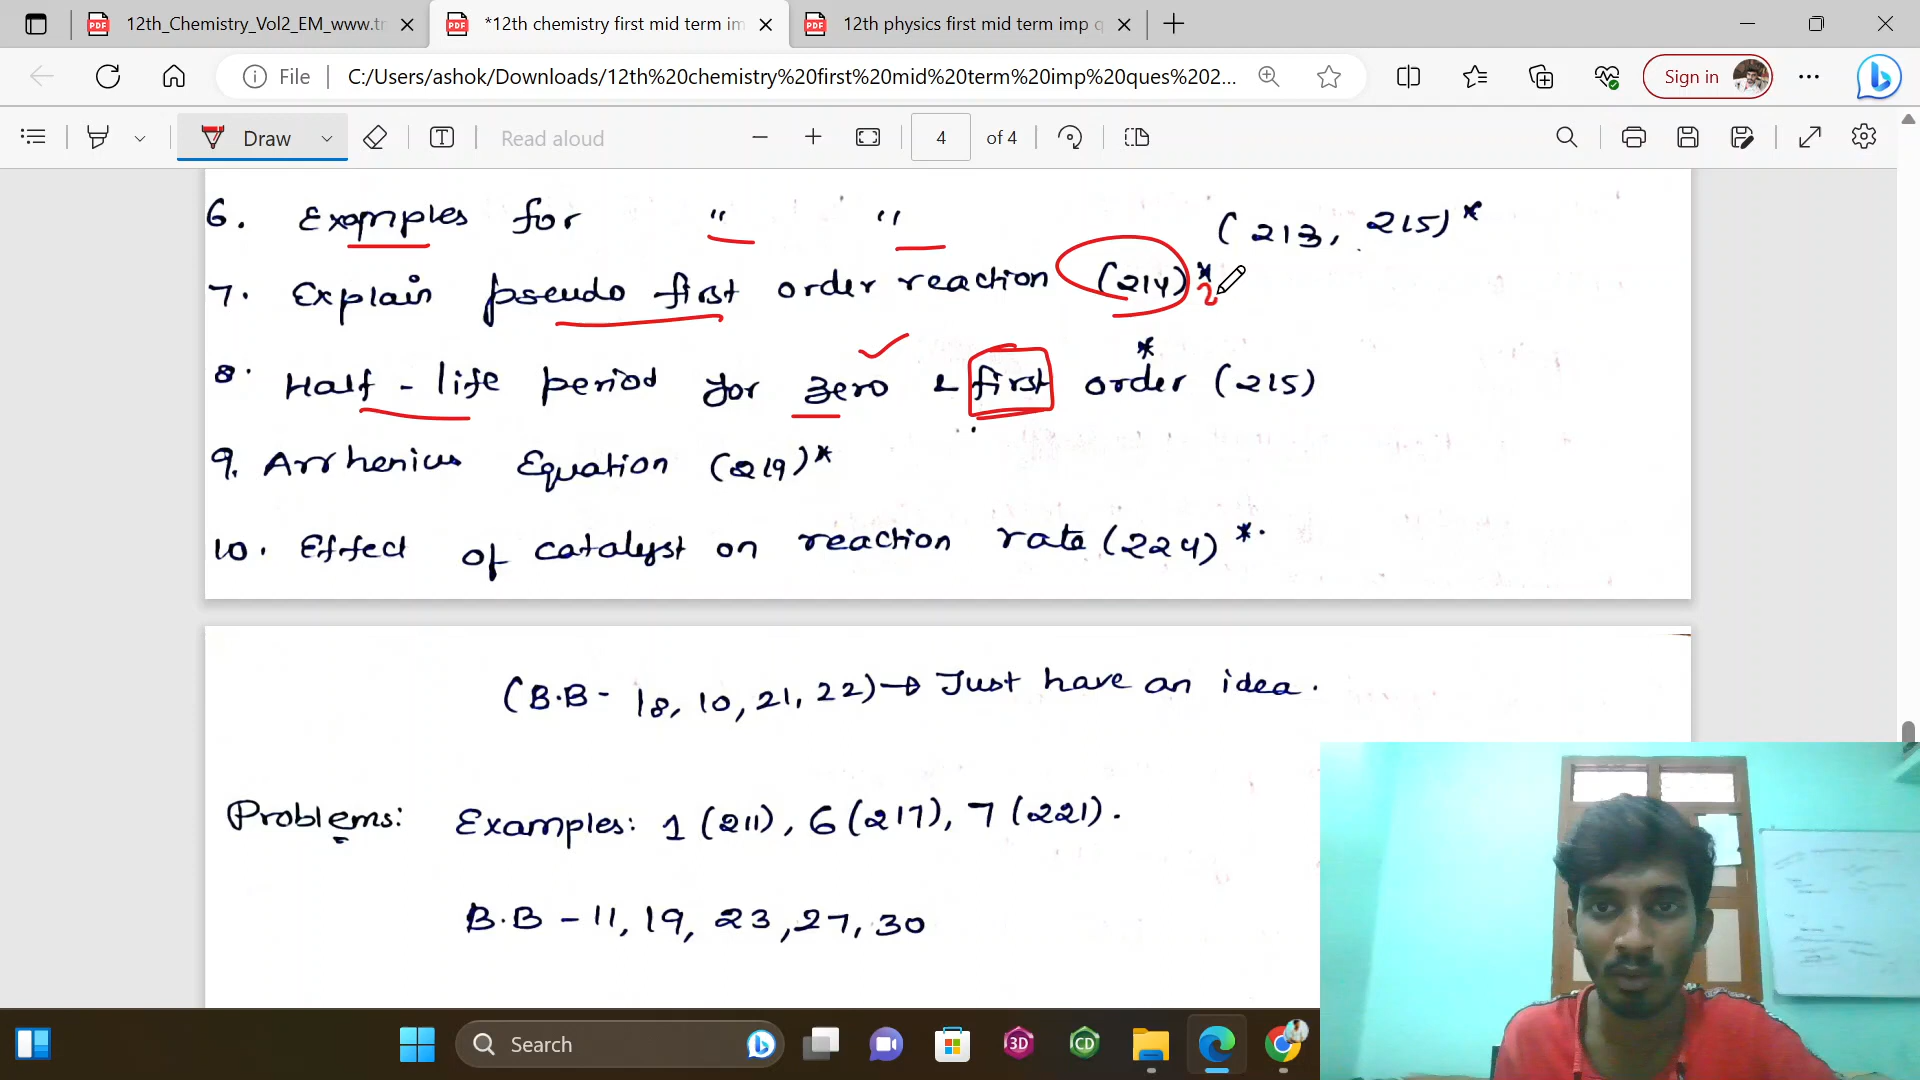 12th_Chemistry_Vol2_EM_www.tr
*12th chemistry first mid term im
12th physics first mid term imp q
File
C:/Users/ashok/Downloads/12th%20chemistry%20first%20mid%20term%20imp%20ques%202...
Sign in
Draw
Read aloud
4 of 4
6. Examples for " " (213, 215)*
7. Explain pseudo first order reaction (214)* 2
8. Half-life period for zero & first order* (215)
9. Arrhenius Equation (219)*
10. Effect of catalyst on reaction rate (224)*.
(B.B - 18, 10, 21, 22)→ Just have an idea.
Problems: Examples: 1 (211), 6 (217), 7 (221).
B.B - 11, 19, 23, 27, 30
Search
3D
CD